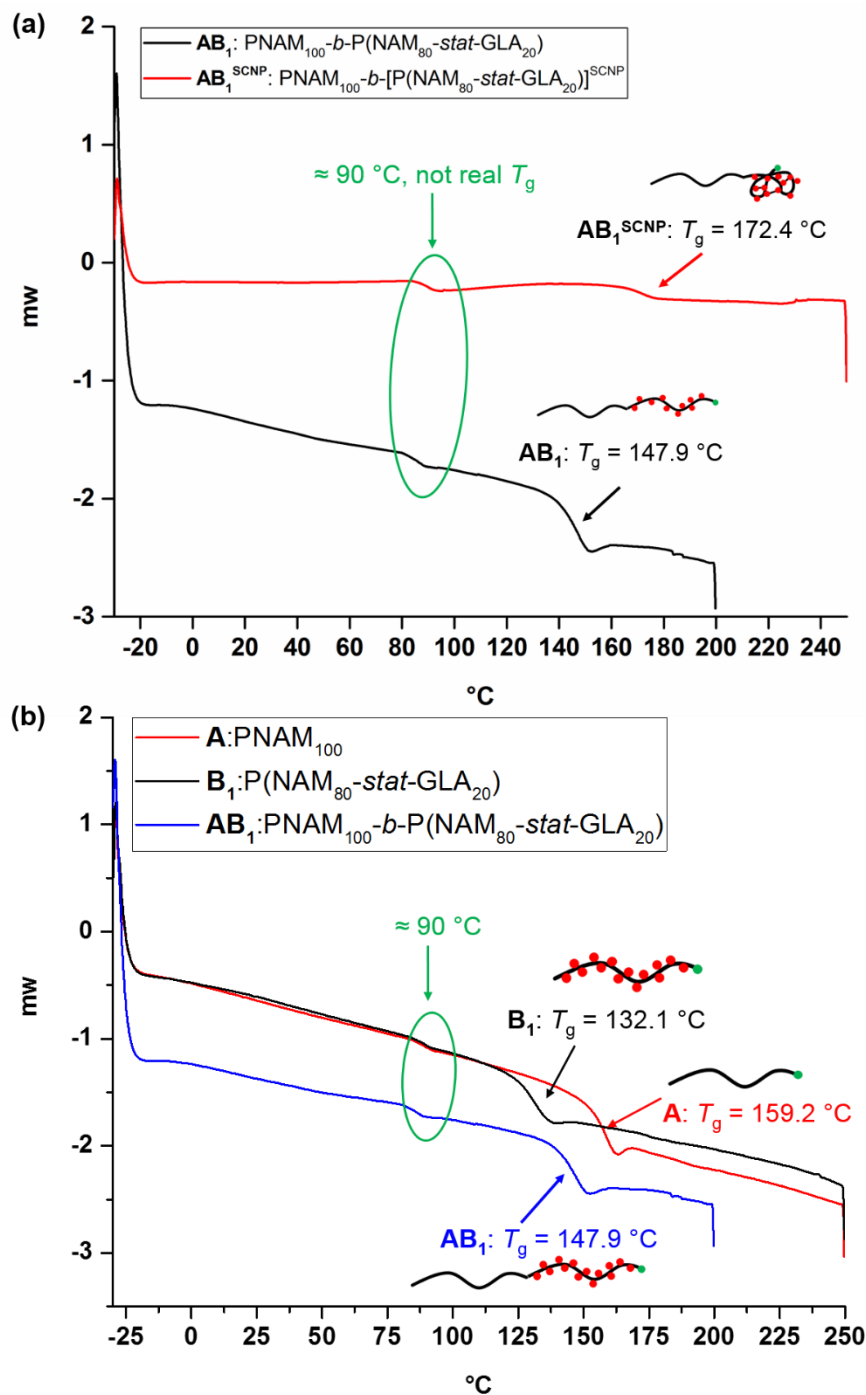 (a)
AB₁: PNAM₁₀₀-b-P(NAM₈₀-stat-GLA₂₀)
AB₁ˢᶜᴺᴾ: PNAM₁₀₀-b-[P(NAM₈₀-stat-GLA₂₀)]ˢᶜᴺᴾ
≈ 90 °C, not real Tg
AB₁ˢᶜᴺᴾ: Tg = 172.4 °C
AB₁: Tg = 147.9 °C
mw
2
1
0
-1
-2
-3
-20 0 20 40 60 80 100 120 140 160 180 200 220 240
°C
(b)
A:PNAM₁₀₀
B₁:P(NAM₈₀-stat-GLA₂₀)
AB₁:PNAM₁₀₀-b-P(NAM₈₀-stat-GLA₂₀)
≈ 90 °C
B₁: Tg = 132.1 °C
A: Tg = 159.2 °C
AB₁: Tg = 147.9 °C
mw
2
1
0
-1
-2
-3
-25 0 25 50 75 100 125 150 175 200 225 250
°C